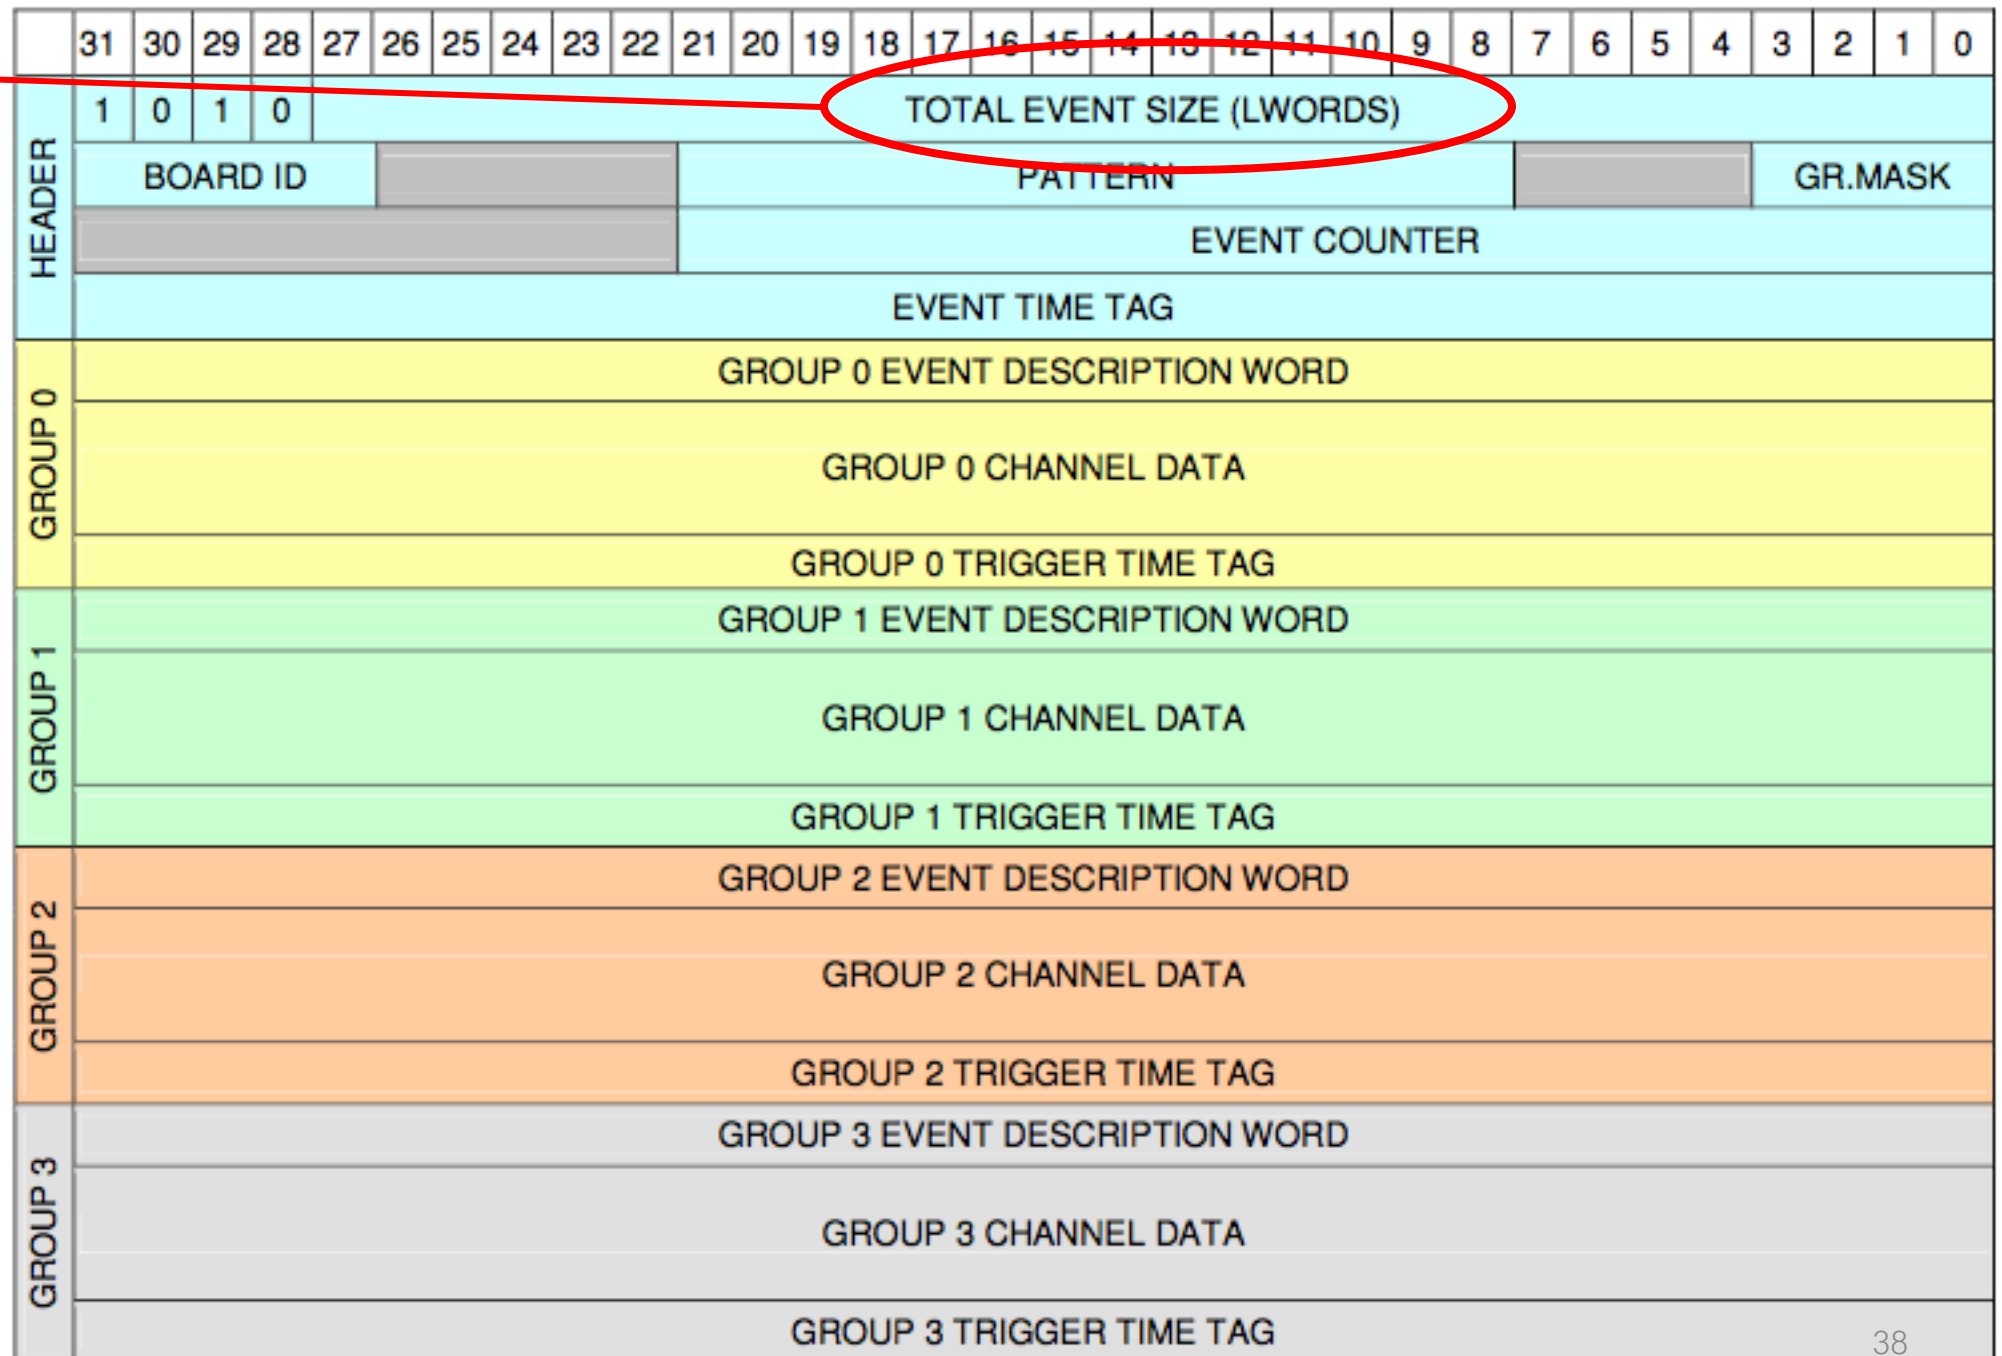 31 30 29 28 27 26 25 24 23 22 21 20 19 18 17 16 15 14 13 12 11 10 9 8 7 6 5 4 3 2 1 0
HEADER
1 0 1 0 TOTAL EVENT SIZE (LWORDS)
BOARD ID PATTERN GR.MASK
EVENT COUNTER
EVENT TIME TAG
GROUP 0
GROUP 0 EVENT DESCRIPTION WORD
GROUP 0 CHANNEL DATA
GROUP 0 TRIGGER TIME TAG
GROUP 1
GROUP 1 EVENT DESCRIPTION WORD
GROUP 1 CHANNEL DATA
GROUP 1 TRIGGER TIME TAG
GROUP 2
GROUP 2 EVENT DESCRIPTION WORD
GROUP 2 CHANNEL DATA
GROUP 2 TRIGGER TIME TAG
GROUP 3
GROUP 3 EVENT DESCRIPTION WORD
GROUP 3 CHANNEL DATA
GROUP 3 TRIGGER TIME TAG
38